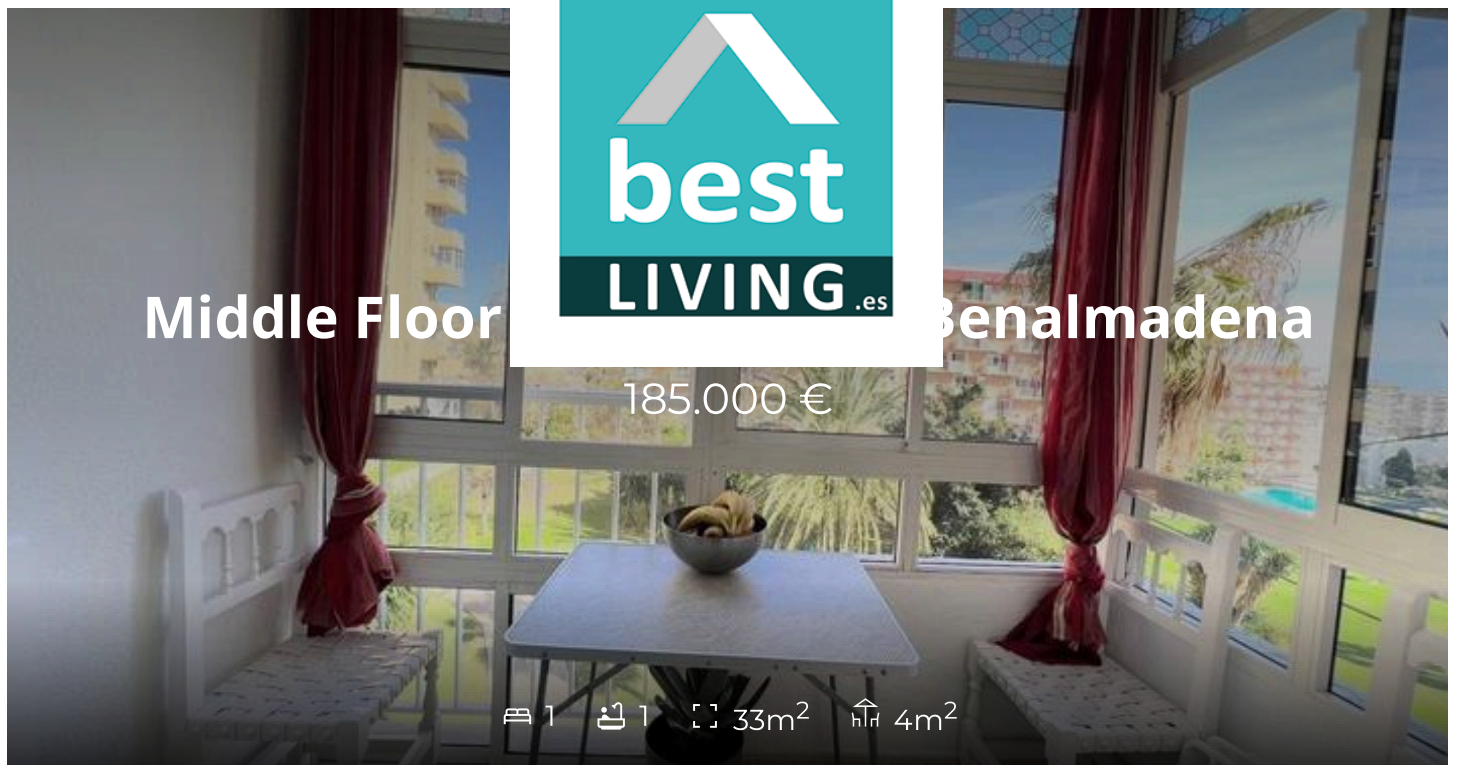 best
LIVING.es
Middle Floor Benalmadena
185.000 €
1 1 33m² 4m²